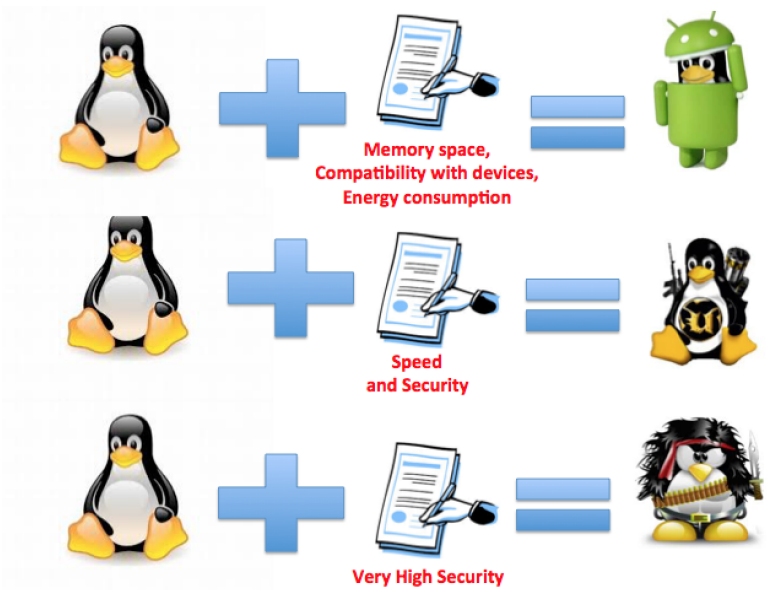 Memory space,
Compatibility with devices,
Energy consumption
Speed
and Security
Very High Security